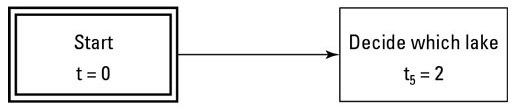 Start
t = 0
Decide which lake
t₅ = 2